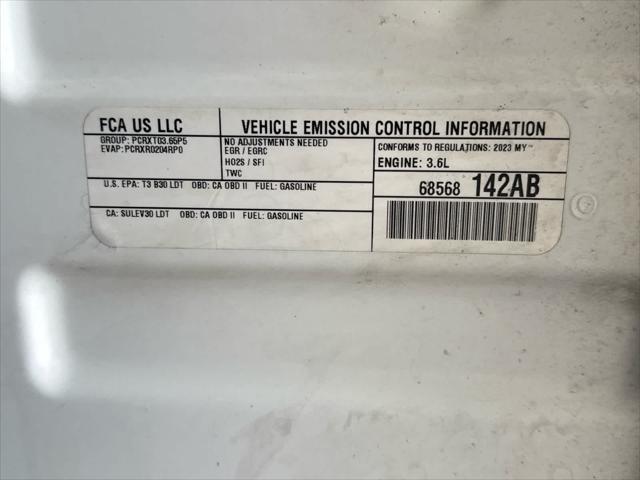 FCA US LLC
GROUP: PCRXT03.65P5
EVAP: PCRXR0204RP0
VEHICLE EMISSION CONTROL INFORMATION
NO ADJUSTMENTS NEEDED
EGR / EGRC
HO2S / SFI
TWC
CONFORMS TO REGULATIONS: 2023 MY
ENGINE: 3.6L
U.S. EPA: T3 B30 LDT OBD: CA OBD II FUEL: GASOLINE
68568 142AB
CA: SULEV30 LDT OBD: CA OBD II FUEL: GASOLINE